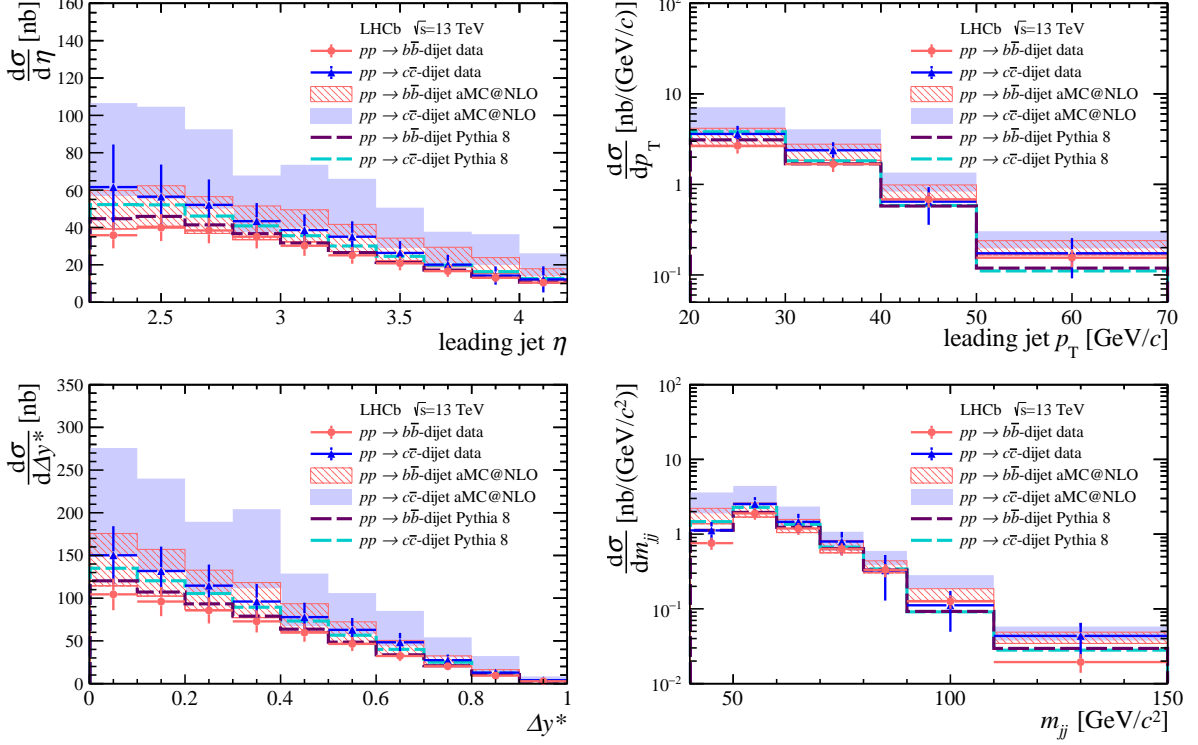 dσ/dη [nb]
160
140
120
100
80
60
40
20
0
LHCb √s=13 TeV
pp → bb̅-dijet data
pp → cc̅-dijet data
pp → bb̅-dijet aMC@NLO
pp → cc̅-dijet aMC@NLO
pp → bb̅-dijet Pythia 8
pp → cc̅-dijet Pythia 8
2.5 3 3.5 4
leading jet η
dσ/dp_T [nb/(GeV/c)]
10²
10
1
10⁻¹
LHCb √s=13 TeV
pp → bb̅-dijet data
pp → cc̅-dijet data
pp → bb̅-dijet aMC@NLO
pp → cc̅-dijet aMC@NLO
pp → bb̅-dijet Pythia 8
pp → cc̅-dijet Pythia 8
20 30 40 50 60 70
leading jet p_T [GeV/c]
dσ/dΔy* [nb]
350
300
250
200
150
100
50
0
LHCb √s=13 TeV
pp → bb̅-dijet data
pp → cc̅-dijet data
pp → bb̅-dijet aMC@NLO
pp → cc̅-dijet aMC@NLO
pp → bb̅-dijet Pythia 8
pp → cc̅-dijet Pythia 8
0 0.2 0.4 0.6 0.8 1
Δy*
dσ/dm_jj [nb/(GeV/c²)]
10²
10
1
10⁻¹
10⁻²
LHCb √s=13 TeV
pp → bb̅-dijet data
pp → cc̅-dijet data
pp → bb̅-dijet aMC@NLO
pp → cc̅-dijet aMC@NLO
pp → bb̅-dijet Pythia 8
pp → cc̅-dijet Pythia 8
50 100 150
m_jj [GeV/c²]